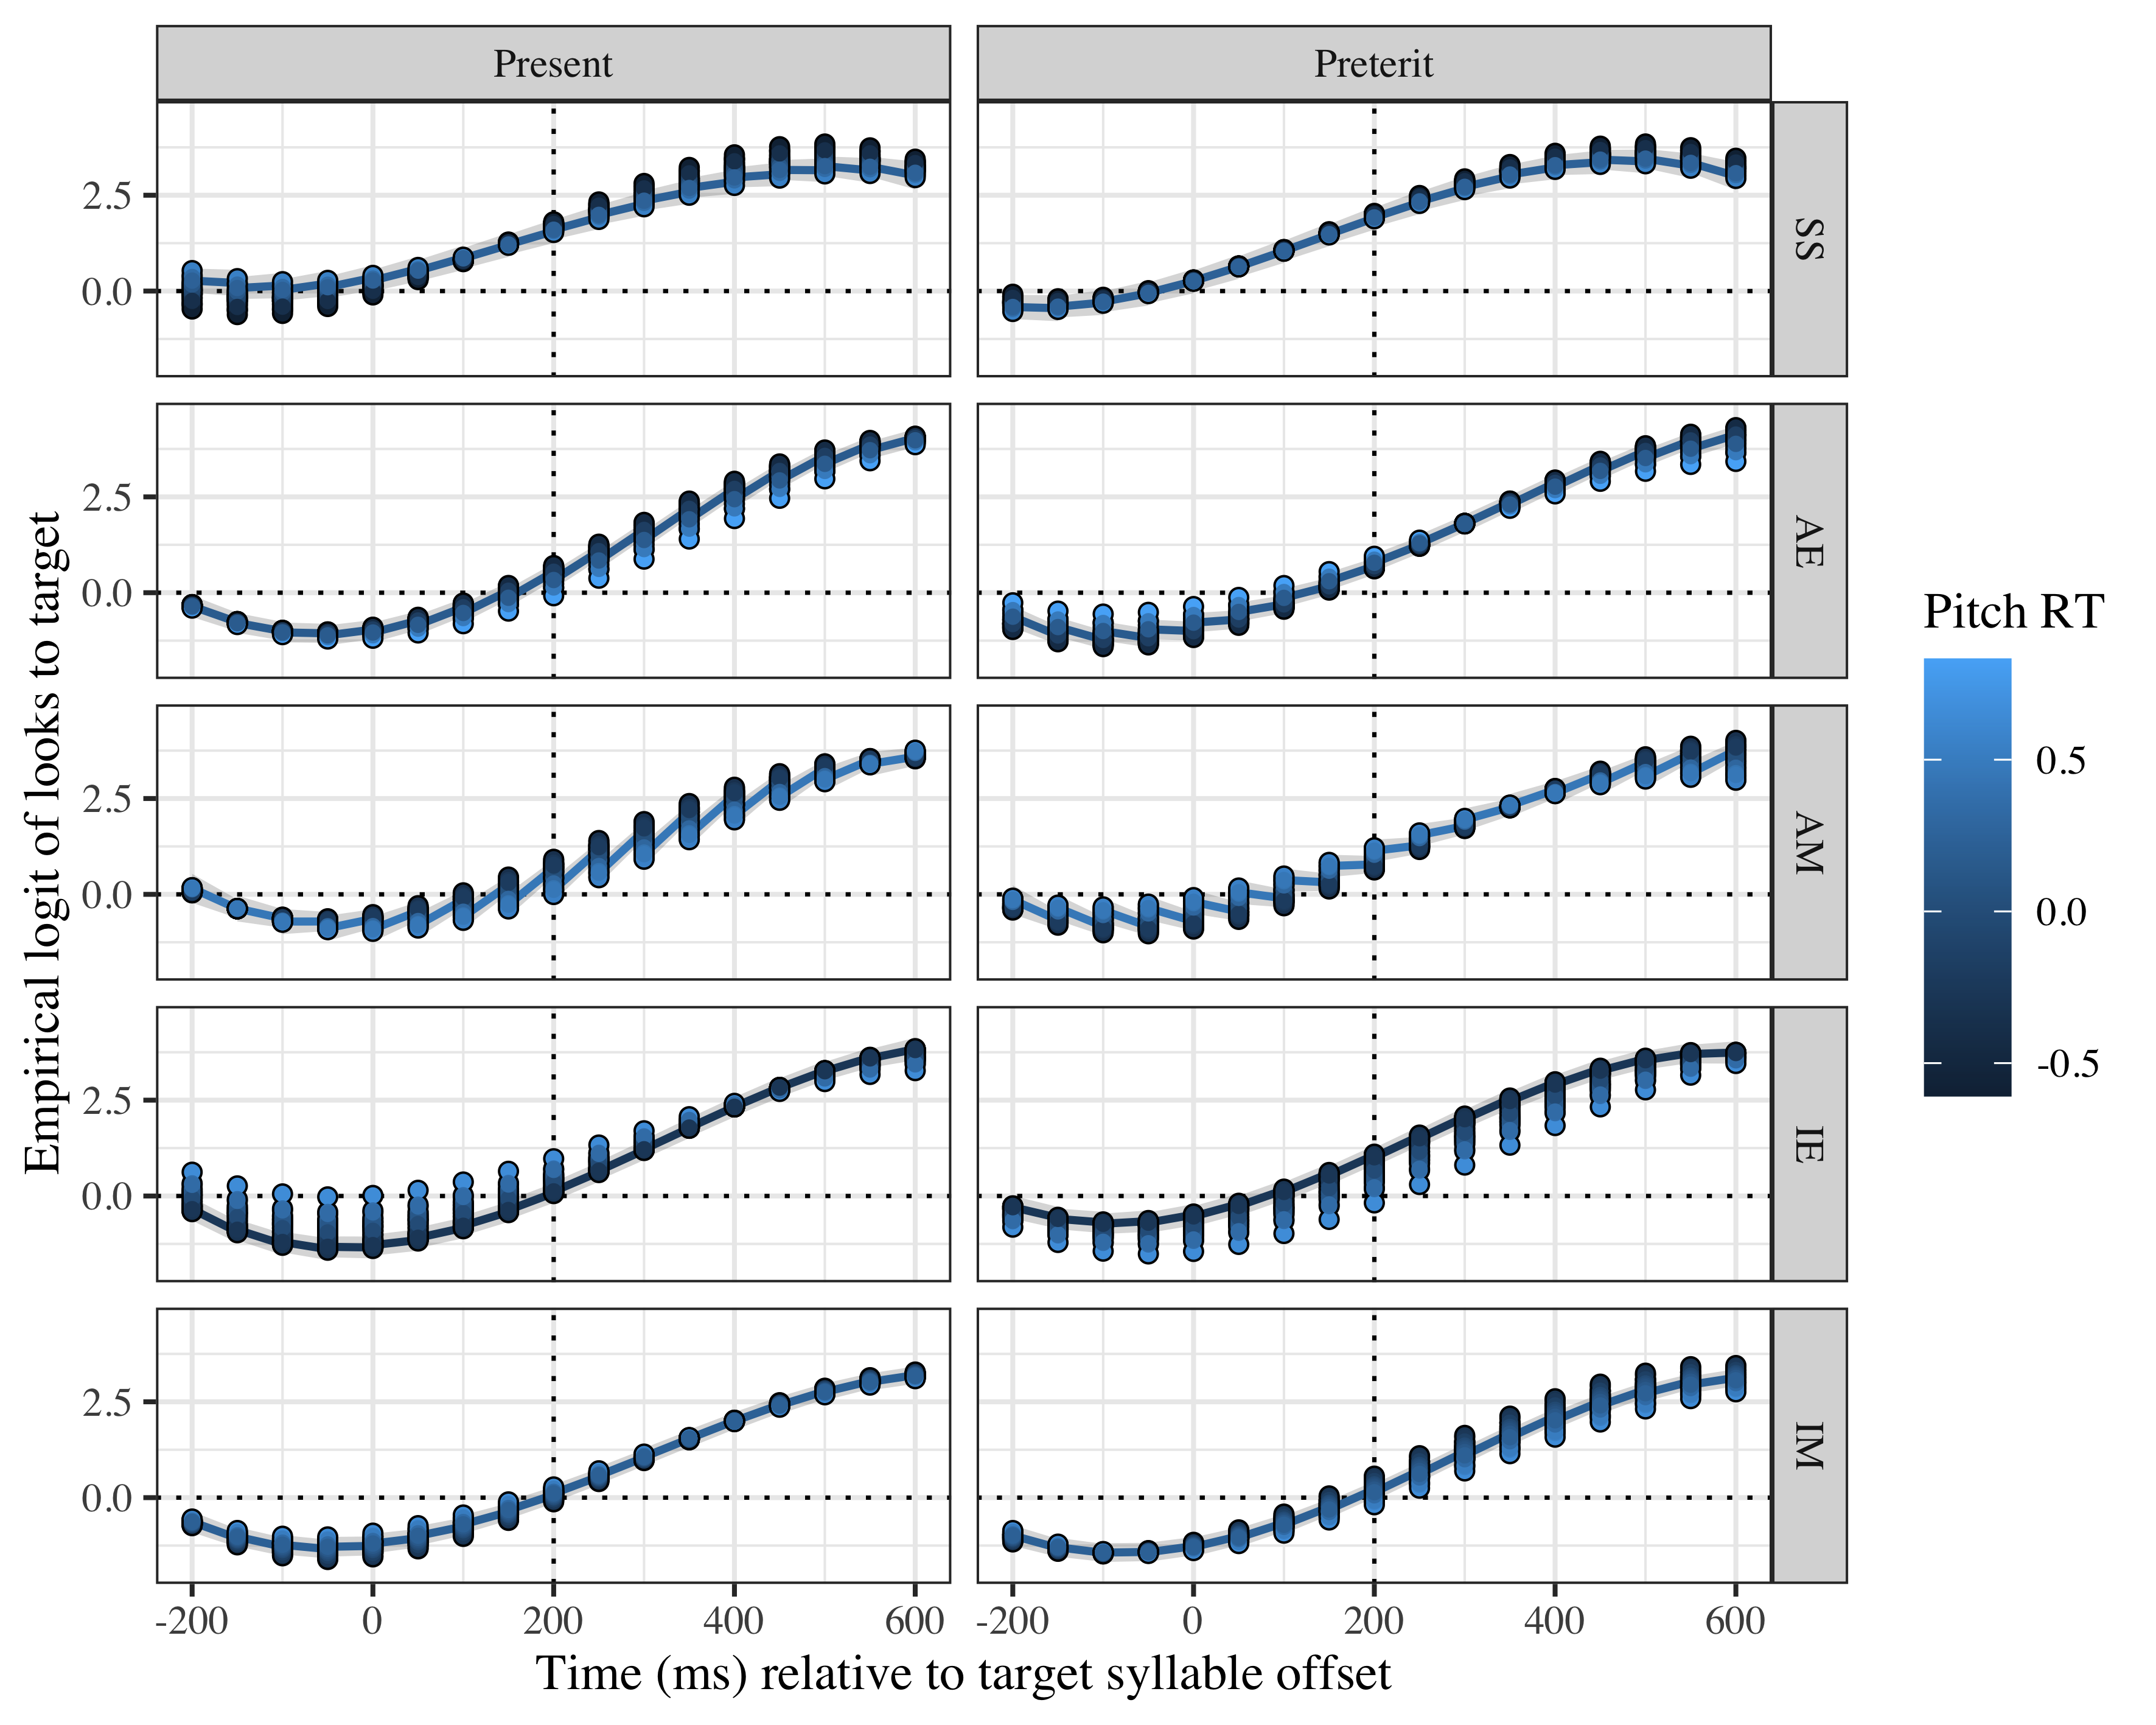 Present
Preterit
2.5
0.0
SS
2.5
0.0
AE
2.5
0.0
AM
2.5
0.0
IE
2.5
0.0
IM
-200 0 200 400 600
-200 0 200 400 600
Time (ms) relative to target syllable offset
Empirical logit of looks to target
Pitch RT
0.5
0.0
-0.5